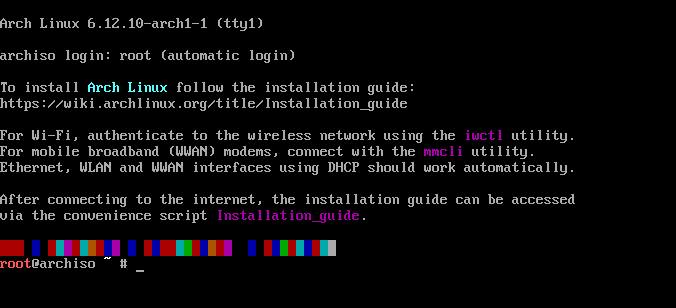 Arch Linux 6.12.10-arch1-1 (tty1)
archiso login: root (automatic login)
To install Arch Linux follow the installation guide:
https://wiki.archlinux.org/title/Installation_guide
For Wi-Fi, authenticate to the wireless network using the iwctl utility.
For mobile broadband (WWAN) modems, connect with the mmcli utility.
Ethernet, WLAN and WWAN interfaces using DHCP should work automatically.
After connecting to the internet, the installation guide can be accessed
via the convenience script Installation_guide.
root@archiso ~ # _